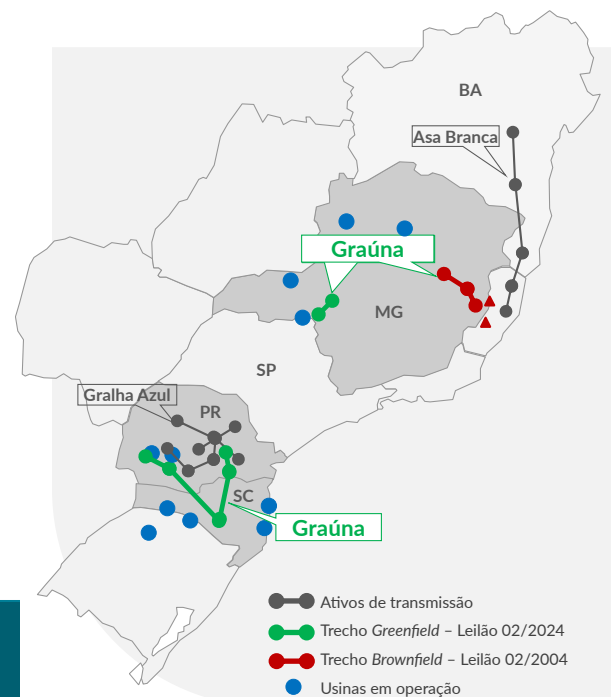 BA
Asa Branca
Graúna
MG
SP
Gralha Azul
PR
SC
Graúna
Ativos de transmissão
Trecho Greenfield – Leilão 02/2024
Trecho Brownfield – Leilão 02/2004
Usinas em operação